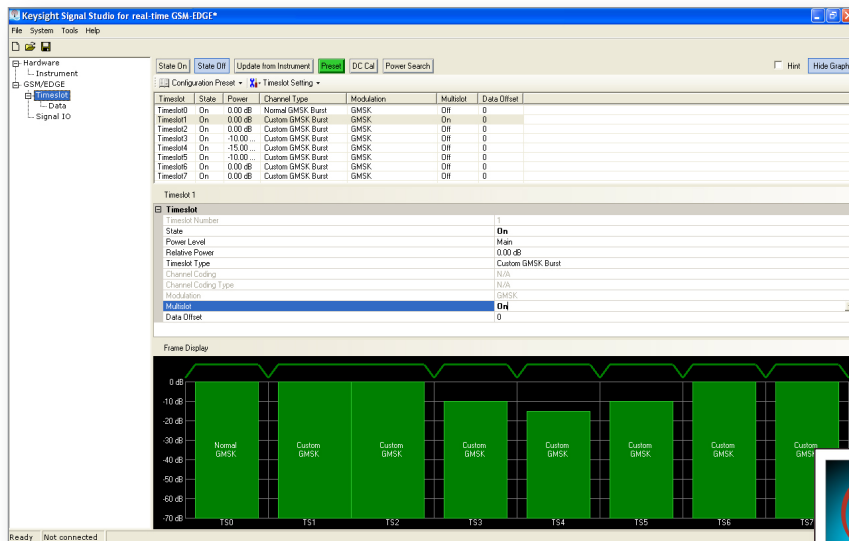 Keysight Signal Studio for real-time GSM-EDGE*
File System Tools Help
Hardware
Instrument
GSM/EDGE
Timeslot
Data
Signal IO
State On State Off Update from Instrument Preset DC Cal Power Search Hint Hide Graph
Configuration Preset Timeslot Setting
Timeslot State Power Channel Type Modulation Multislot Data Offset
Timeslot0 On 0.00 dB Normal GMSK Burst GMSK Off 0
Timeslot1 On 0.00 dB Custom GMSK Burst GMSK On 0
Timeslot2 On 0.00 dB Custom GMSK Burst GMSK Off 0
Timeslot3 On -10.00 ... Custom GMSK Burst GMSK Off 0
Timeslot4 On -15.00 ... Custom GMSK Burst GMSK Off 0
Timeslot5 On -10.00 ... Custom GMSK Burst GMSK Off 0
Timeslot6 On 0.00 dB Custom GMSK Burst GMSK Off 0
Timeslot7 On 0.00 dB Custom GMSK Burst GMSK Off 0
Timeslot 1
Timeslot
Timeslot Number 1
State On
Power Level Main
Relative Power 0.00 dB
Timeslot Type Custom GMSK Burst
Channel Coding N/A
Channel Coding Type N/A
Modulation GMSK
Multislot On
Data Offset 0
Frame Display
0 dB
-10 dB
-20 dB
-30 dB
-40 dB
-50 dB
-60 dB
-70 dB
Normal GMSK
Custom GMSK
Custom GMSK
Custom GMSK
Custom GMSK
Custom GMSK
Custom GMSK
Custom GMSK
TS0 TS1 TS2 TS3 TS4 TS5 TS6 TS7
Ready Not connected